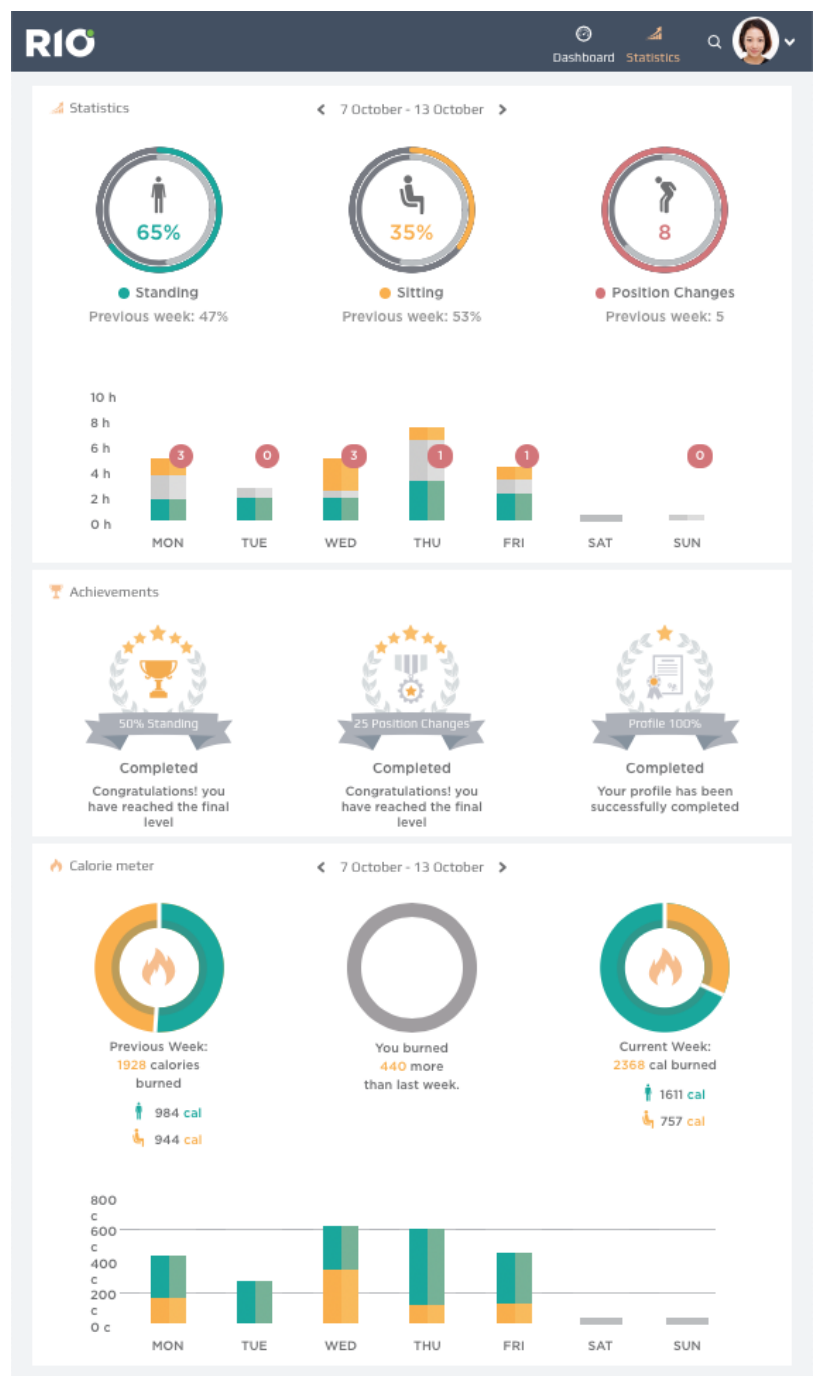 RIO
Dashboard Statistics
Statistics
7 October - 13 October
65%
35%
8
Standing
Sitting
Position Changes
Previous week: 47%
Previous week: 53%
Previous week: 5
10 h
8 h
6 h
4 h
2 h
0 h
3
0
3
1
1
0
MON TUE WED THU FRI SAT SUN
Achievements
50% Standing
25 Position Changes
Profile 100%
Completed
Completed
Completed
Congratulations! you
have reached the final
level
Congratulations! you
have reached the final
level
Your profile has been
successfully completed
Calorie meter
7 October - 13 October
Previous Week:
1928 calories
burned
984 cal
944 cal
You burned
440 more
than last week.
Current Week:
2368 cal burned
1611 cal
757 cal
800
c
600
c
400
c
200
c
0 c
MON TUE WED THU FRI SAT SUN